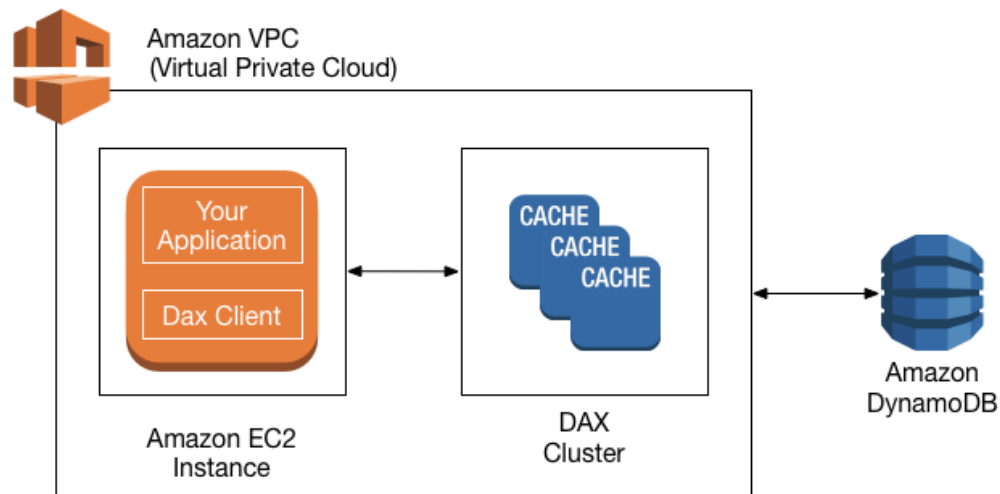 Amazon VPC
(Virtual Private Cloud)
Your
Application
Dax Client
CACHE
CACHE
CACHE
Amazon EC2
Instance
DAX
Cluster
Amazon
DynamoDB